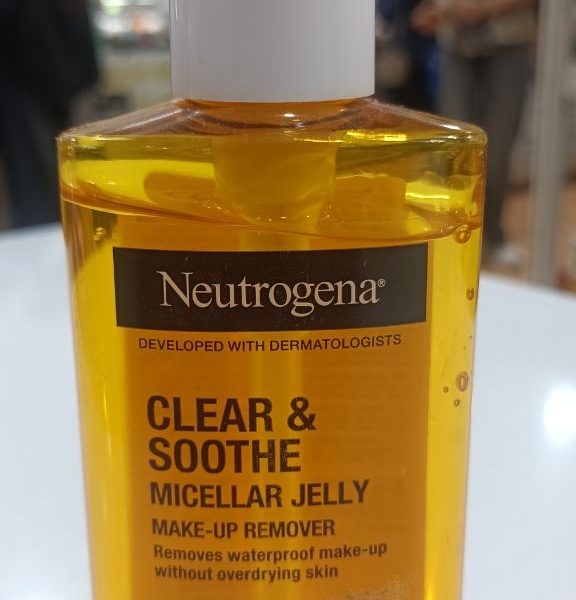 Neutrogena®
DEVELOPED WITH DERMATOLOGISTS
CLEAR &
SOOTHE
MICELLAR JELLY
MAKE-UP REMOVER
Removes waterproof make-up
without overdrying skin